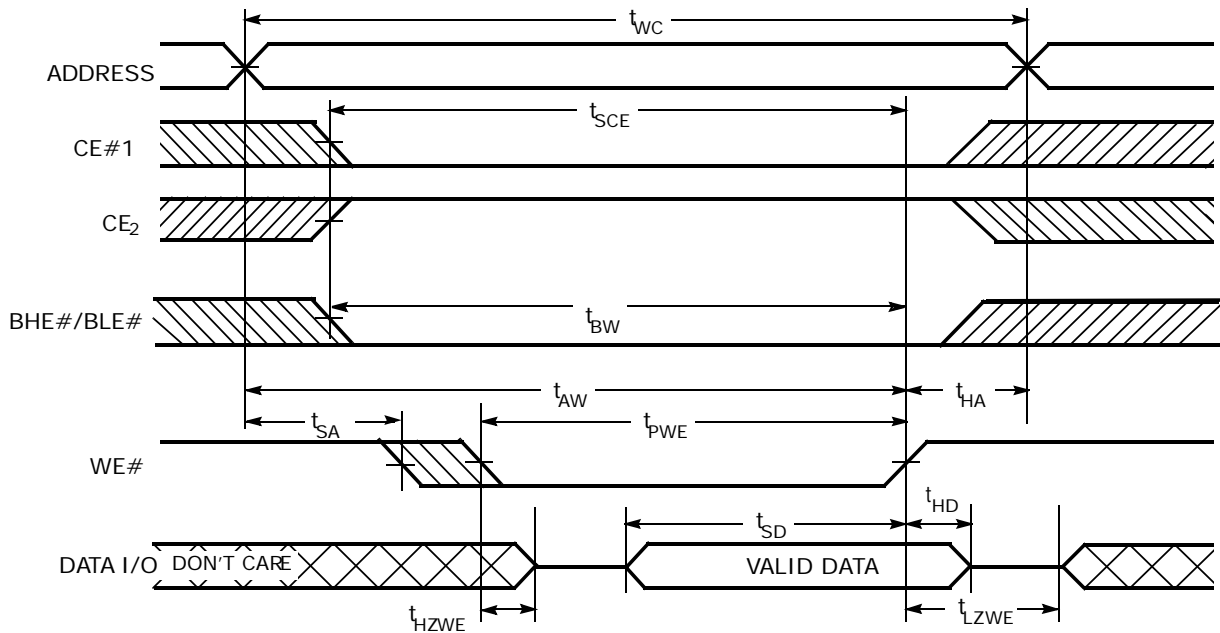 tWC
ADDRESS
tSCE
CE#1
CE2
BHE#/BLE#
tBW
tAW
tHA
tSA
tPWE
WE#
tHD
tSD
DATA I/O DON'T CARE VALID DATA
tHZWE
tLZWE